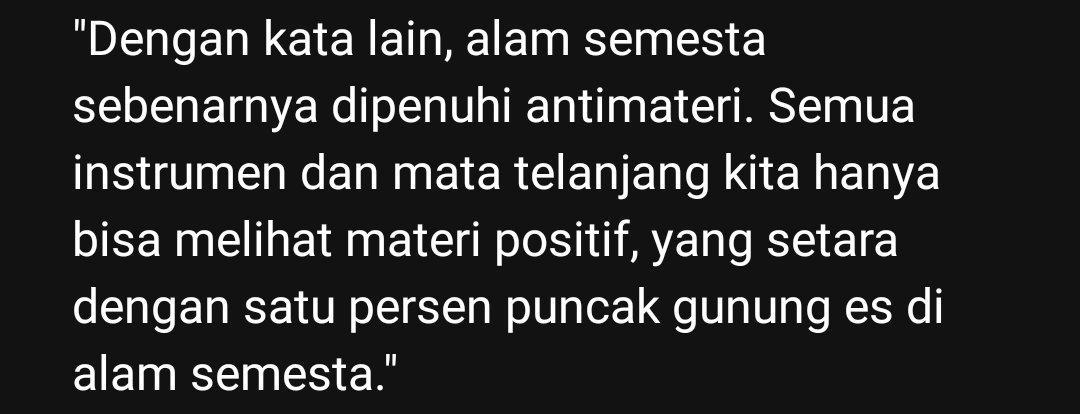 "Dengan kata lain, alam semesta
sebenarnya dipenuhi antimateri. Semua
instrumen dan mata telanjang kita hanya
bisa melihat materi positif, yang setara
dengan satu persen puncak gunung es di
alam semesta."